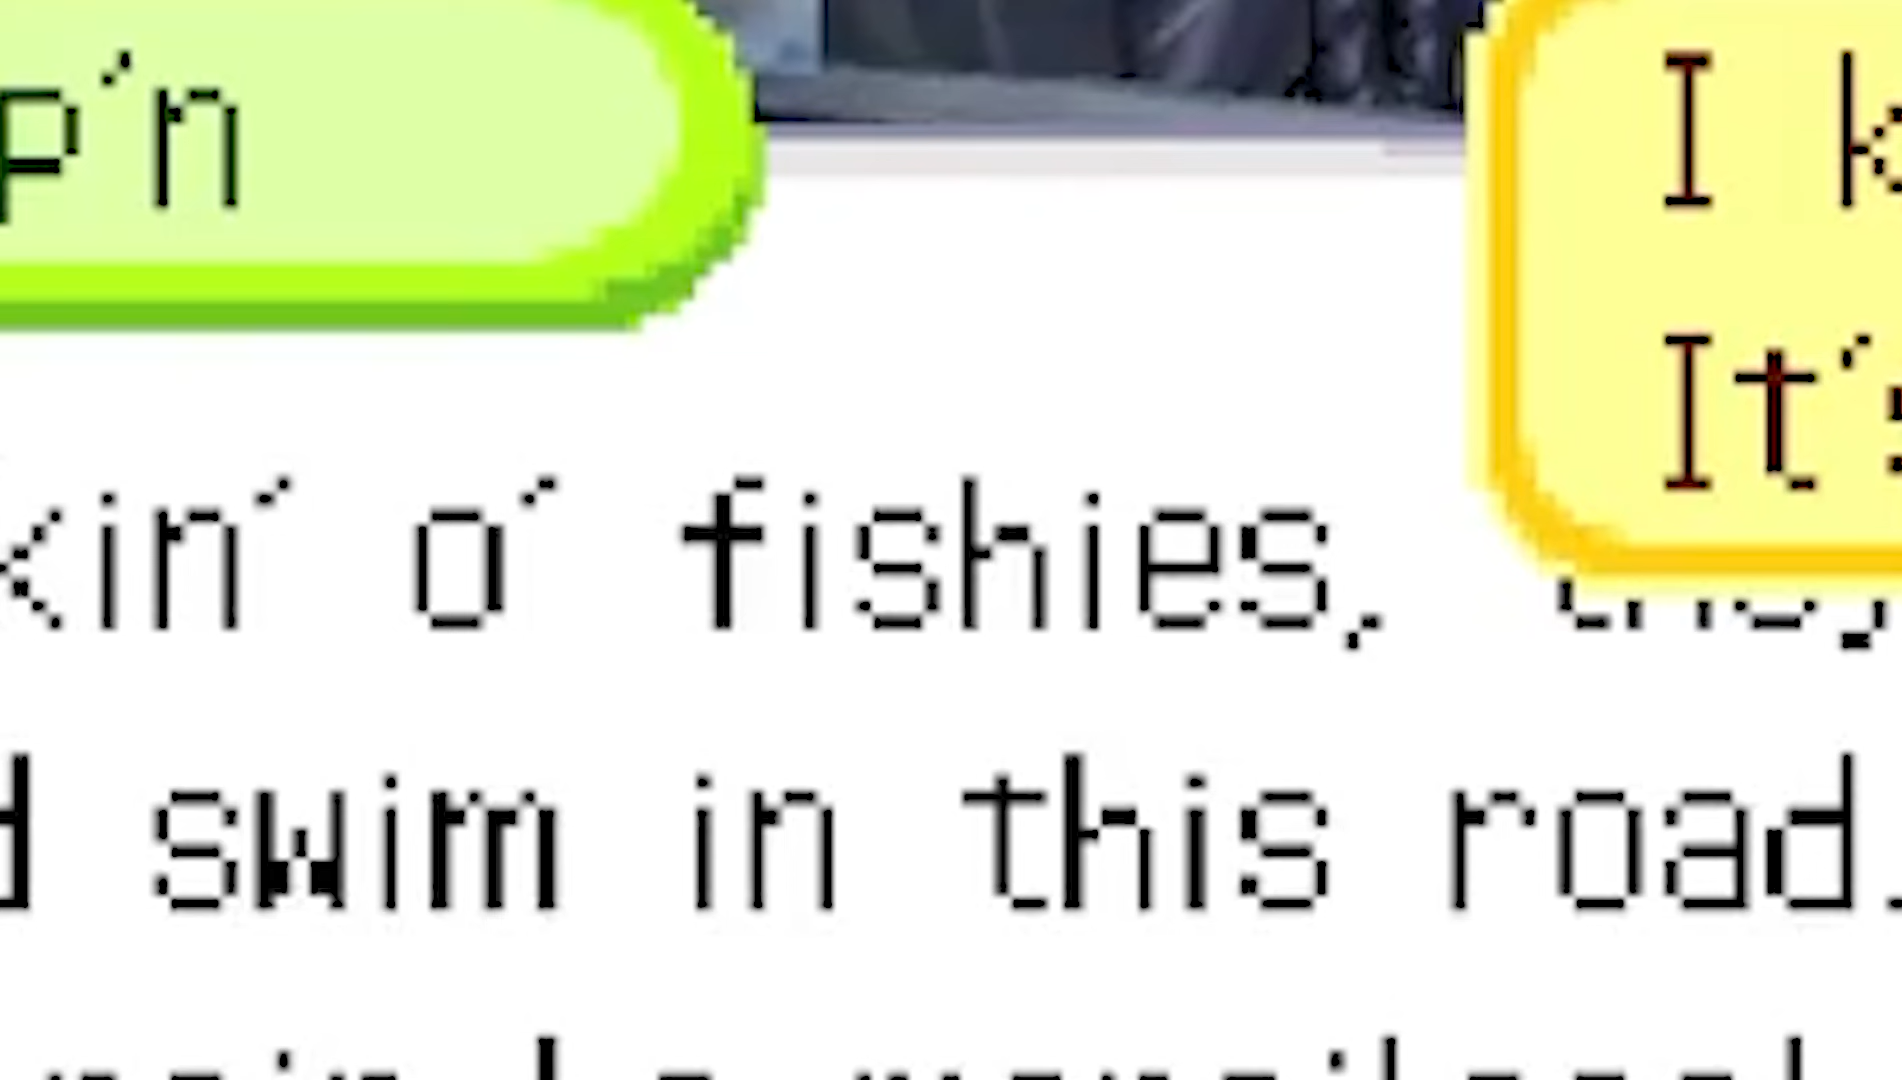 p'n
I k
It's
kin' o' fishies,
d swim in this road.